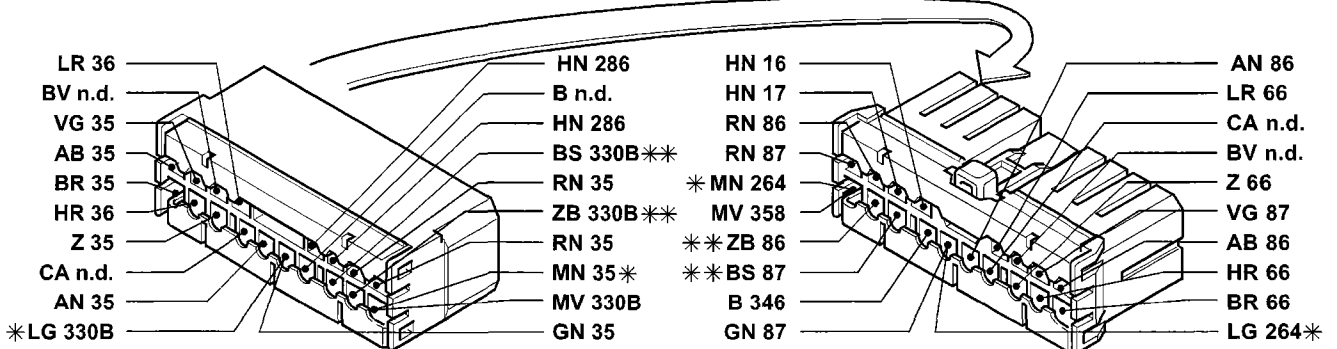 LR 36
BV n.d.
VG 35
AB 35
BR 35
HR 36
Z 35
CA n.d.
AN 35
✳LG 330B
HN 286
B n.d.
HN 286
BS 330B✳✳
RN 35
ZB 330B✳✳
RN 35
MN 35✳
MV 330B
GN 35
HN 16
HN 17
RN 86
RN 87
✳MN 264
MV 358
✳✳ZB 86
✳✳BS 87
B 346
GN 87
AN 86
LR 66
CA n.d.
BV n.d.
Z 66
VG 87
AB 86
HR 66
BR 66
LG 264✳